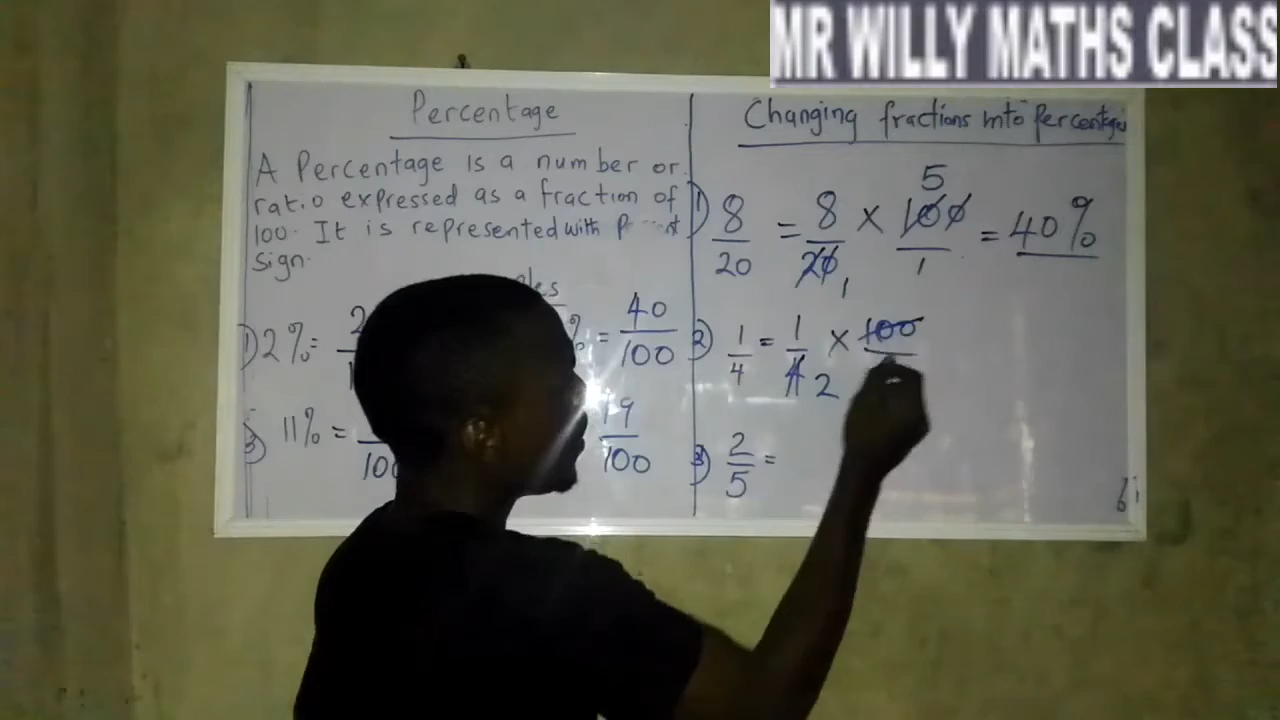 MR WILLY MATHS CLASS
Percentage
A Percentage is a number or
ratio expressed as a fraction of
100. It is represented with
sign.
1) 2% =
% = 40/100
3) 11% =
100
19/100
Changing fractions into Percentages
1) 8/20 = 8/20 1 × 100/1 5 = 40%
2) 1/4 = 1/4 2 × 100
3) 2/5 =